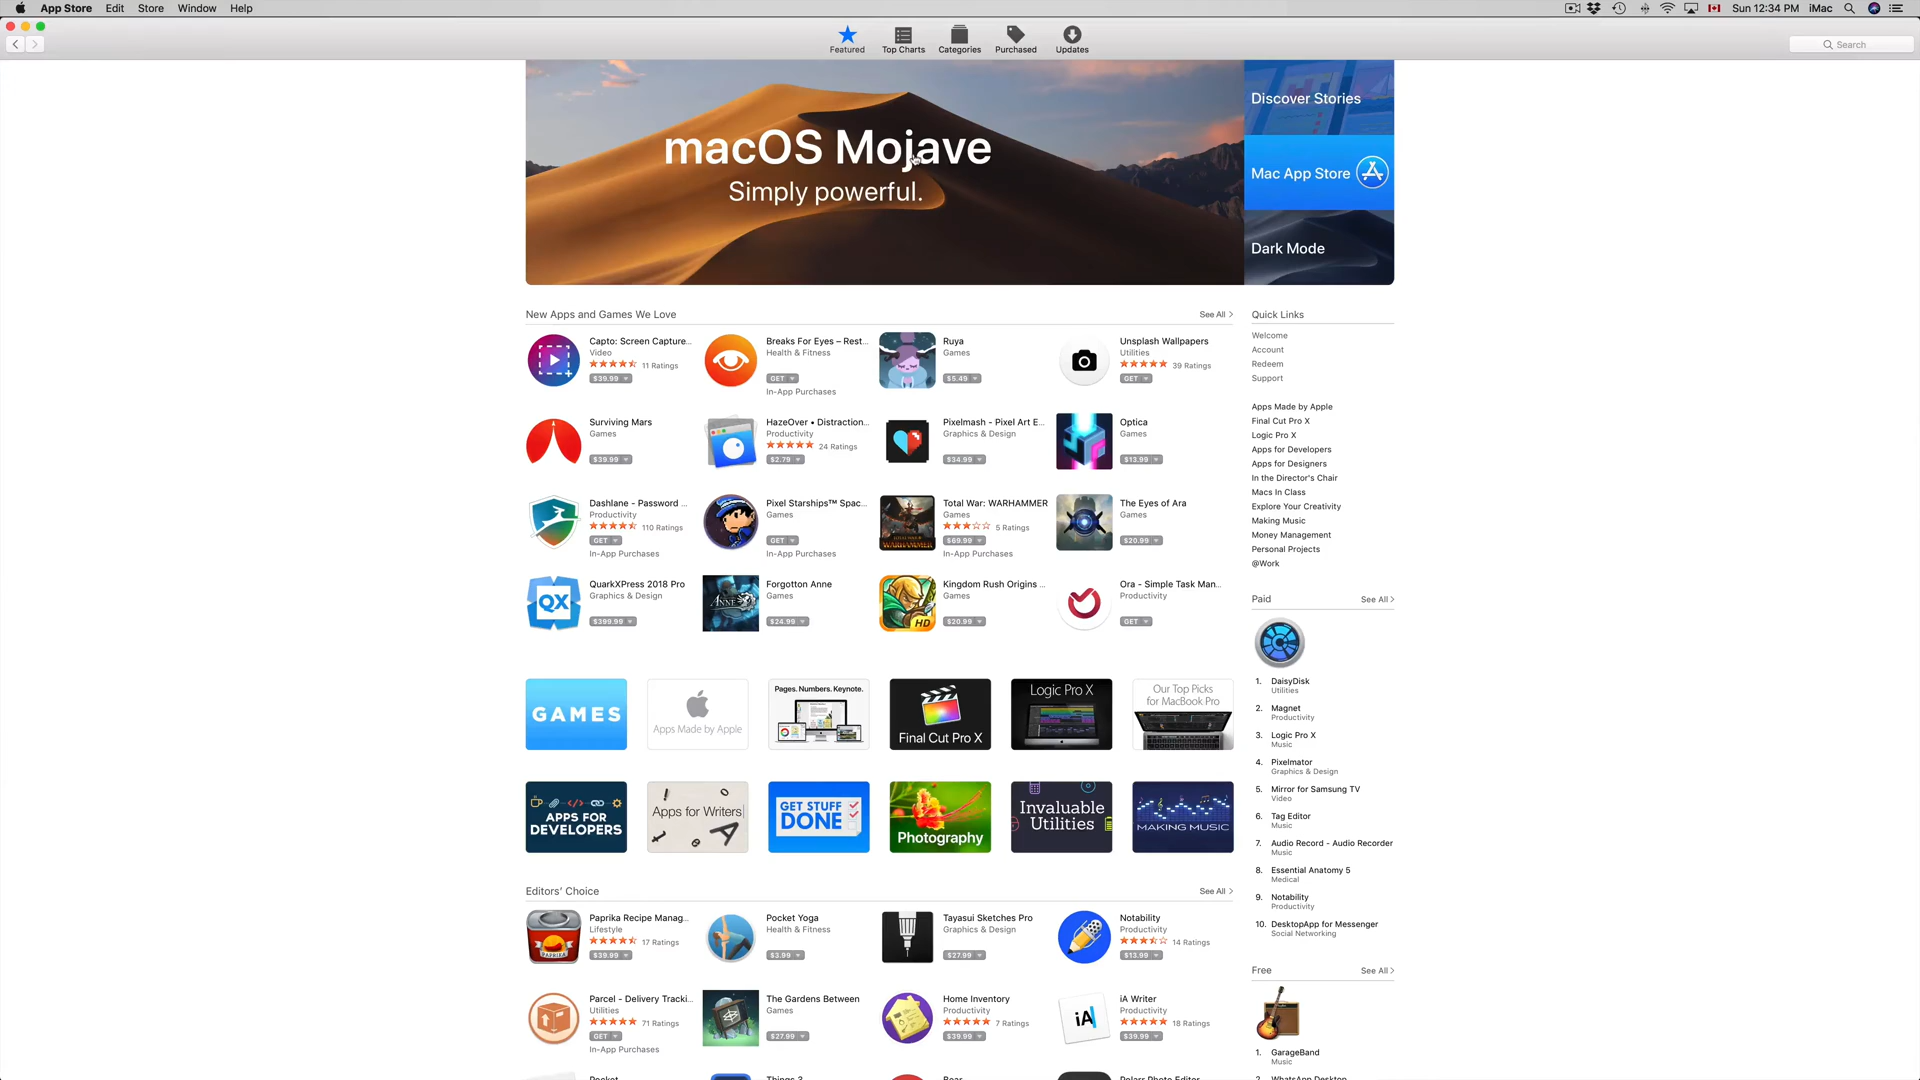 App Store Edit Store Window Help
Sun 12:34 PM iMac
Featured Top Charts Categories Purchased Updates
Search
macOS Mojave
Simply powerful.
Discover Stories
Mac App Store
Dark Mode
New Apps and Games We Love
See All >
Capto: Screen Capture...
Video
11 Ratings
$39.99
Breaks For Eyes – Rest...
Health & Fitness
GET
In-App Purchases
Ruya
Games
$5.49
Unsplash Wallpapers
Utilities
39 Ratings
GET
Surviving Mars
Games
$39.99
HazeOver • Distraction...
Productivity
24 Ratings
$2.79
Pixelmash - Pixel Art E...
Graphics & Design
$34.99
Optica
Games
$13.99
Dashlane - Password ...
Productivity
110 Ratings
GET
In-App Purchases
Pixel Starships™ Spac...
Games
GET
In-App Purchases
Total War: WARHAMMER
Games
5 Ratings
$69.99
In-App Purchases
WARHAMMER
The Eyes of Ara
Games
$20.99
QX
QuarkXPress 2018 Pro
Graphics & Design
$399.99
ANNE
Forgotton Anne
Games
$24.99
HD
Kingdom Rush Origins ...
Games
$20.99
Ora - Simple Task Man...
Productivity
GET
GAMES
Apps Made by Apple
Pages. Numbers. Keynote.
Final Cut Pro X
Logic Pro X
Our Top Picks
for MacBook Pro
APPS FOR
DEVELOPERS
Apps for Writers
GET STUFF
DONE
Photography
Invaluable
Utilities
MAKING MUSIC
Editors' Choice
See All >
PAPRIKA
Paprika Recipe Manag...
Lifestyle
17 Ratings
$39.99
Pocket Yoga
Health & Fitness
$3.99
Tayasui Sketches Pro
Graphics & Design
$27.99
Notability
Productivity
14 Ratings
$13.99
Parcel - Delivery Tracki...
Utilities
71 Ratings
GET
In-App Purchases
The Gardens Between
Games
$27.99
Home Inventory
Productivity
7 Ratings
$39.99
iA
iA Writer
Productivity
18 Ratings
$39.99
Pocket
Things 3
Bear
Polarr Photo Editor
Quick Links
Welcome
Account
Redeem
Support
Apps Made by Apple
Final Cut Pro X
Logic Pro X
Apps for Developers
Apps for Designers
In the Director's Chair
Macs In Class
Explore Your Creativity
Making Music
Money Management
Personal Projects
@Work
Paid
See All >
1. DaisyDisk
Utilities
2. Magnet
Productivity
3. Logic Pro X
Music
4. Pixelmator
Graphics & Design
5. Mirror for Samsung TV
Video
6. Tag Editor
Music
7. Audio Record - Audio Recorder
Music
8. Essential Anatomy 5
Medical
9. Notability
Productivity
10. DesktopApp for Messenger
Social Networking
Free
See All >
1. GarageBand
Music
2. WhatsApp Desktop